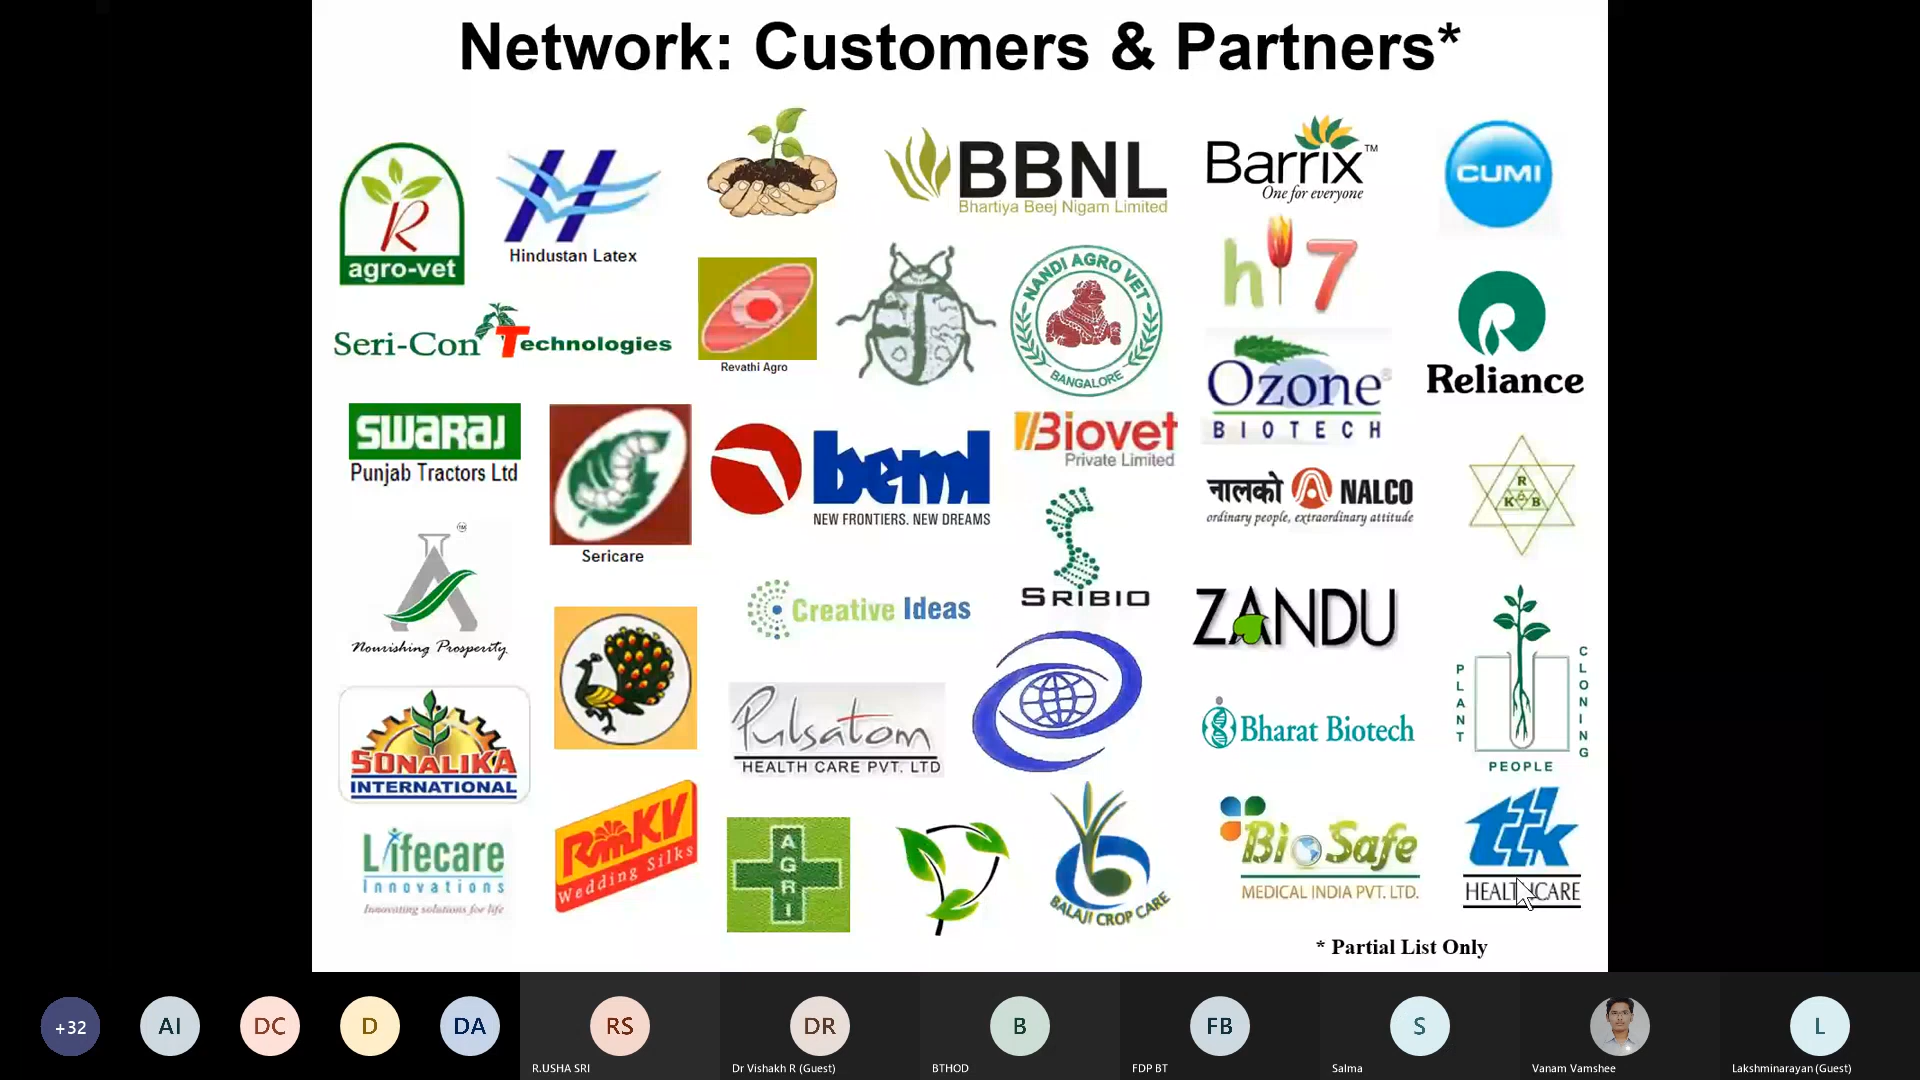 Network: Customers & Partners*
R
agro-vet
Hindustan Latex
BBNL
Bhartiya Beej Nigam Limited
Barrix™
One for everyone
CUMI
Seri-Con Technologies
Revathi Agro
NANDI AGRO VET
BANGALORE
h 7
Ozone®
BIOTECH
Reliance
SWARAJ
Punjab Tractors Ltd
Sericare
beml
NEW FRONTIERS. NEW DREAMS
Biovet
Private Limited
नालको NALCO
ordinary people, extraordinary attitude
R
K B
TM
Nourishing Prosperity
Creative Ideas
SRIBIO
ZANDU
PLANT
CLONING
PEOPLE
SONALIKA
INTERNATIONAL
Pulsatom
HEALTH CARE PVT. LTD
Bharat Biotech
Lifecare
Innovations
Innovating solutions for life
RMKV
Wedding Silks
AGRI
BALAJI CROP CARE
BioSafe
MEDICAL INDIA PVT. LTD.
ttk
HEALTHCARE
* Partial List Only
+32
AI
DC
D
DA
RS
DR
B
FB
S
L
R.USHA SRI
Dr Vishakh R (Guest)
BTHOD
FDP BT
Salma
Vanam Vamshee
Lakshminarayan (Guest)